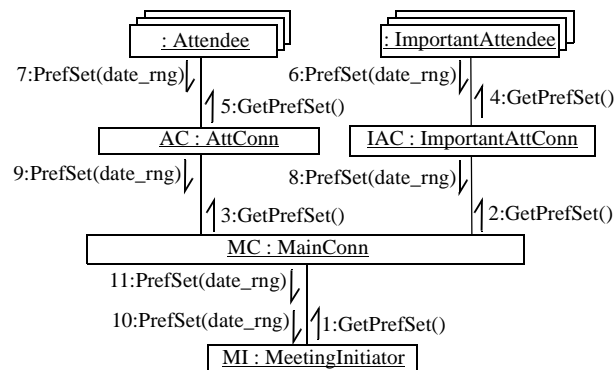 : Attendee
: ImportantAttendee
7:PrefSet(date_rng)
6:PrefSet(date_rng)
5:GetPrefSet()
4:GetPrefSet()
AC : AttConn
IAC : ImportantAttConn
9:PrefSet(date_rng)
8:PrefSet(date_rng)
3:GetPrefSet()
2:GetPrefSet()
MC : MainConn
11:PrefSet(date_rng)
10:PrefSet(date_rng)
1:GetPrefSet()
MI : MeetingInitiator